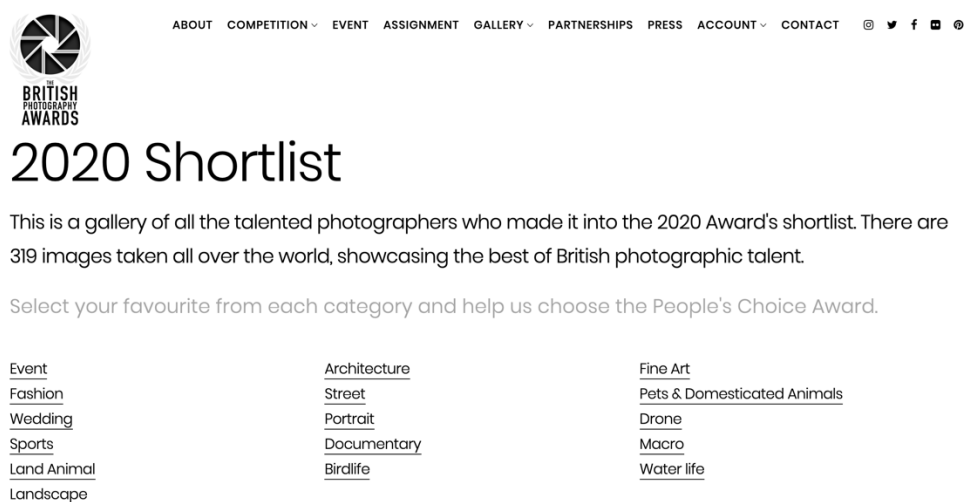 ABOUT COMPETITION EVENT ASSIGNMENT GALLERY PARTNERSHIPS PRESS ACCOUNT CONTACT
THE
BRITISH
PHOTOGRAPHY
AWARDS
2020 Shortlist
This is a gallery of all the talented photographers who made it into the 2020 Award's shortlist. There are
319 images taken all over the world, showcasing the best of British photographic talent.
Select your favourite from each category and help us choose the People's Choice Award.
Event
Fashion
Wedding
Sports
Land Animal
Landscape
Architecture
Street
Portrait
Documentary
Birdlife
Fine Art
Pets & Domesticated Animals
Drone
Macro
Water life